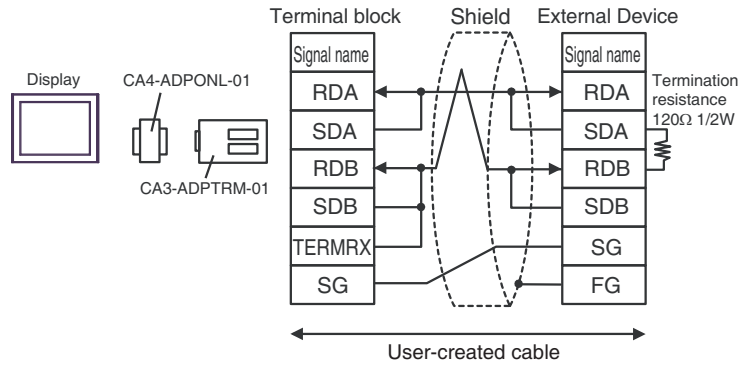 Terminal block
Shield
External Device
Display
CA4-ADPONL-01
CA3-ADPTRM-01
Signal name
RDA
SDA
RDB
SDB
TERMRX
SG
Signal name
RDA
SDA
RDB
SDB
SG
FG
Termination
resistance
120Ω 1/2W
User-created cable